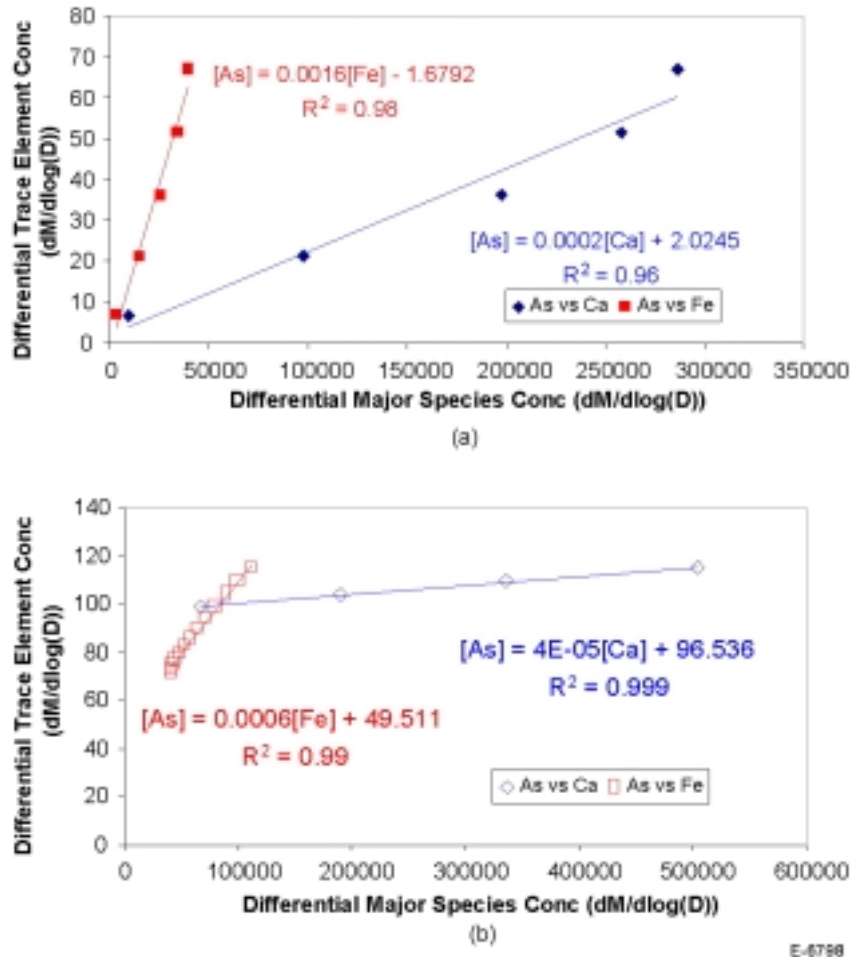 80
70
60
50
40
30
20
10
0
Differential Trace Element Conc
(dM/dlog(D))
[As] = 0.0016[Fe] - 1.6792
R² = 0.98
[As] = 0.0002[Ca] + 2.0245
R² = 0.96
As vs Ca As vs Fe
0 50000 100000 150000 200000 250000 300000 350000
Differential Major Species Conc (dM/dlog(D))
(a)
140
120
100
80
60
40
20
0
Differential Trace Element Conc
(dM/dlog(D))
[As] = 4E-05[Ca] + 96.536
R² = 0.999
[As] = 0.0006[Fe] + 49.511
R² = 0.99
As vs Ca As vs Fe
0 100000 200000 300000 400000 500000 600000
Differential Major Species Conc (dM/dlog(D))
(b)
E-6798